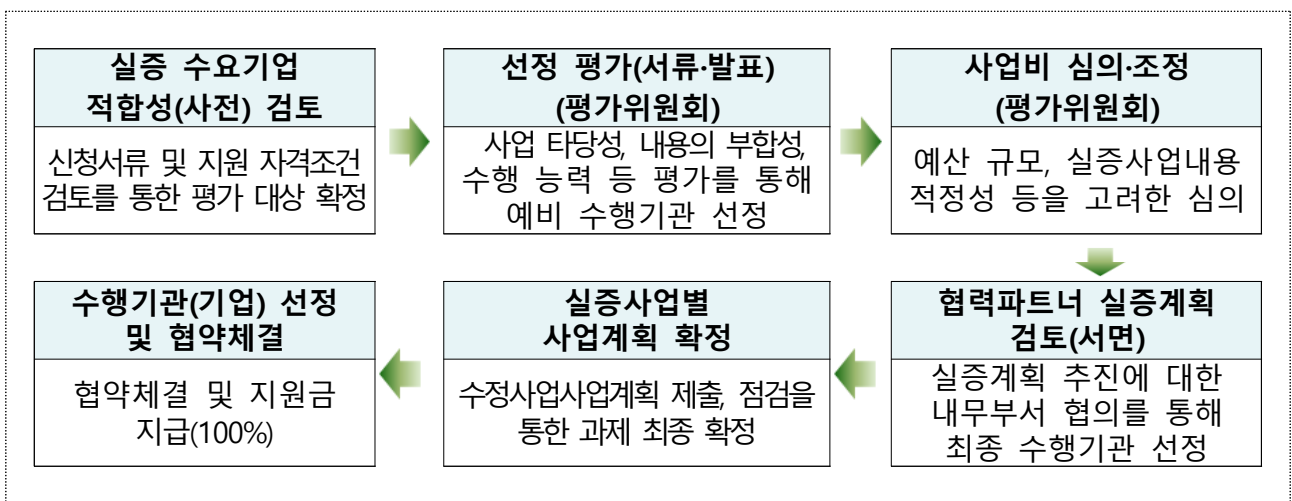 실증 수요기업
적합성(사전) 검토
신청서류 및 지원 자격조건
검토를 통한 평가 대상 확정
선정 평가(서류·발표)
(평가위원회)
사업 타당성, 내용의 부합성,
수행 능력 등 평가를 통해
예비 수행기관 선정
사업비 심의·조정
(평가위원회)
예산 규모, 실증사업내용
적정성 등을 고려한 심의
협력파트너 실증계획
검토(서면)
실증계획 추진에 대한
내무부서 협의를 통해
최종 수행기관 선정
실증사업별
사업계획 확정
수정사업사업계획 제출, 점검을
통한 과제 최종 확정
수행기관(기업) 선정
및 협약체결
협약체결 및 지원금
지급(100%)